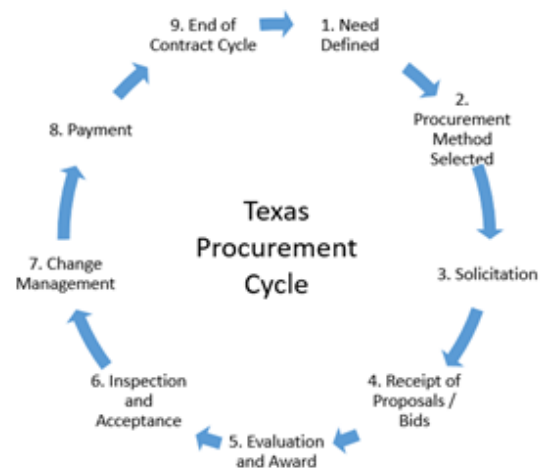 9. End of
Contract Cycle
1. Need
Defined
2.
Procurement
Method
Selected
3. Solicitation
4. Receipt of
Proposals /
Bids
5. Evaluation
and Award
6. Inspection
and
Acceptance
7. Change
Management
8. Payment
Texas
Procurement
Cycle